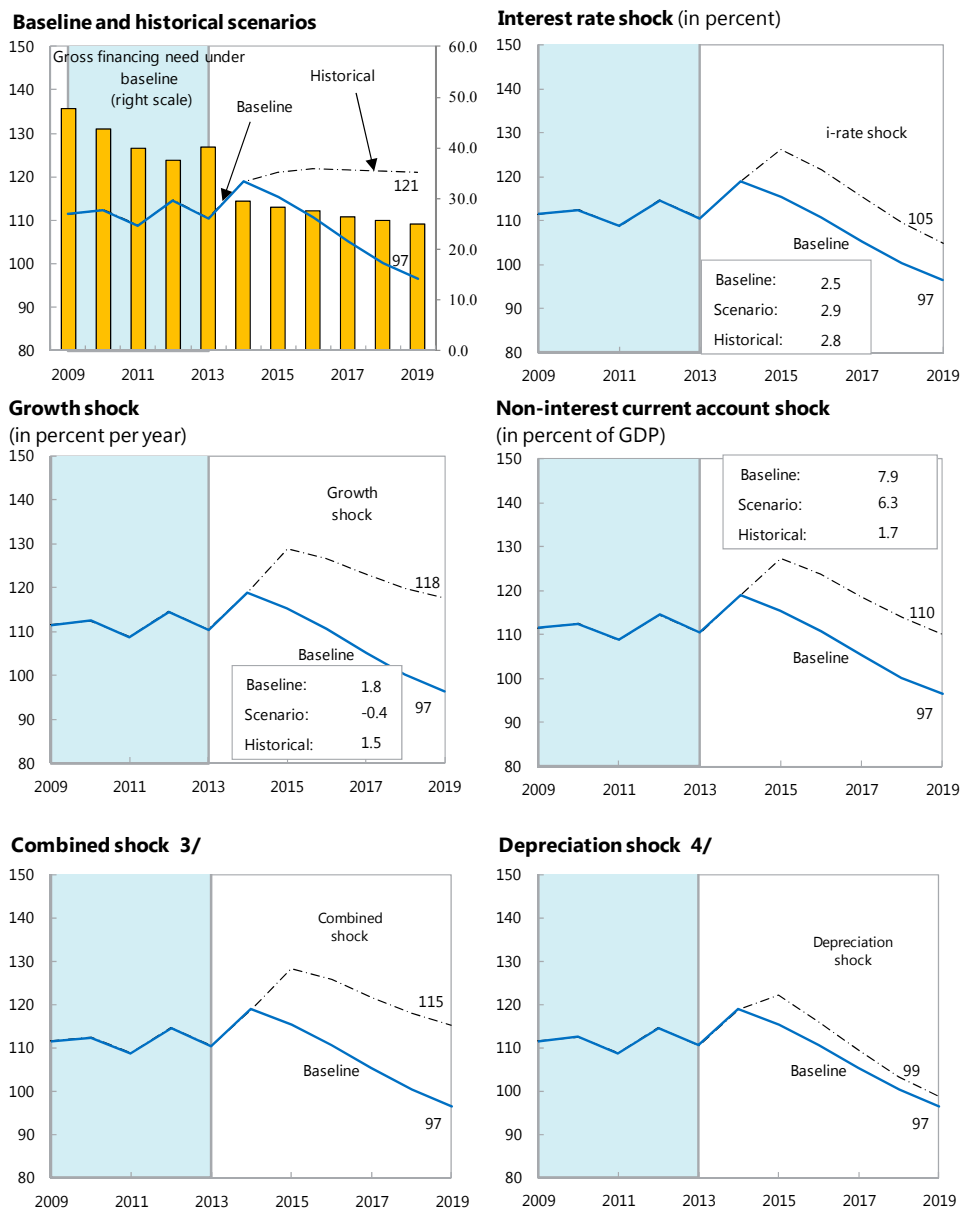 Baseline and historical scenarios
150
140
130
120
110
100
90
80
60.0
50.0
40.0
30.0
20.0
10.0
0.0
Gross financing need under
baseline
(right scale)
Baseline
Historical
121
97
2009 2011 2013 2015 2017 2019
Interest rate shock (in percent)
150
140
130
120
110
100
90
80
i-rate shock
105
Baseline
97
Baseline: 2.5
Scenario: 2.9
Historical: 2.8
2009 2011 2013 2015 2017 2019
Growth shock
(in percent per year)
150
140
130
120
110
100
90
80
Growth
shock
118
Baseline
97
Baseline: 1.8
Scenario: -0.4
Historical: 1.5
2009 2011 2013 2015 2017 2019
Non-interest current account shock
(in percent of GDP)
150
140
130
120
110
100
90
80
Baseline: 7.9
Scenario: 6.3
Historical: 1.7
110
Baseline
97
2009 2011 2013 2015 2017 2019
Combined shock 3/
150
140
130
120
110
100
90
80
Combined
shock
115
Baseline
97
2009 2011 2013 2015 2017 2019
Depreciation shock 4/
150
140
130
120
110
100
90
80
Depreciation
shock
99
Baseline
97
2009 2011 2013 2015 2017 2019